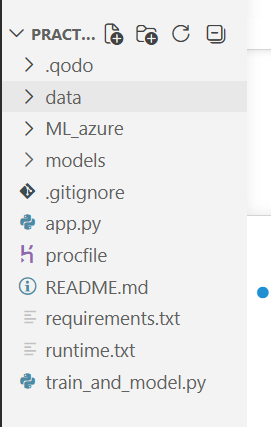 PRACT...
.qodo
data
ML_azure
models
.gitignore
app.py
procfile
README.md
requirements.txt
runtime.txt
train_and_model.py